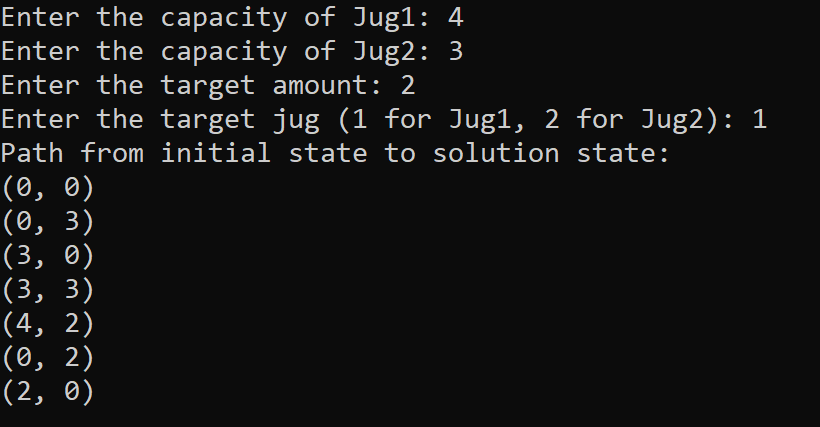 Enter the capacity of Jug1: 4
Enter the capacity of Jug2: 3
Enter the target amount: 2
Enter the target jug (1 for Jug1, 2 for Jug2): 1
Path from initial state to solution state:
(0, 0)
(0, 3)
(3, 0)
(3, 3)
(4, 2)
(0, 2)
(2, 0)